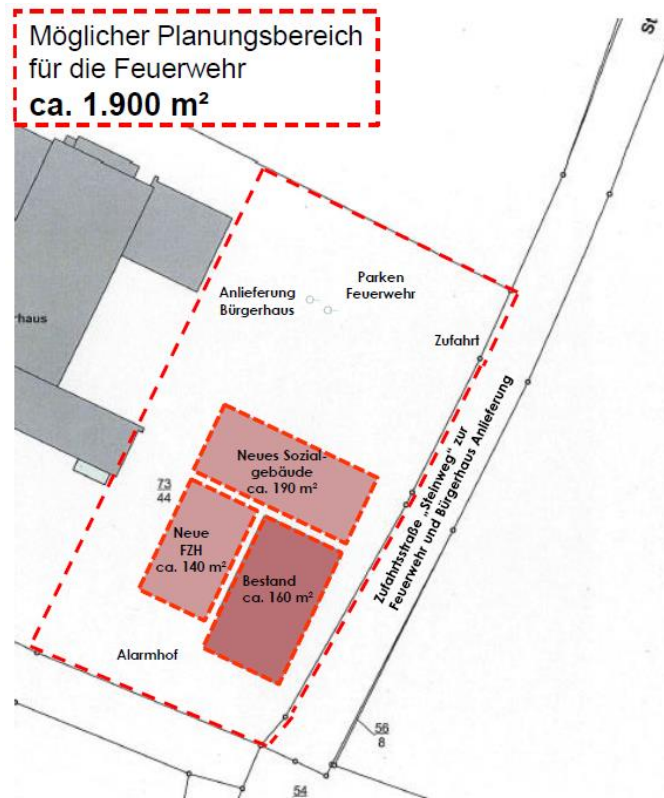 Möglicher Planungsbereich
für die Feuerwehr
ca. 1.900 m²
St
rhaus
Anlieferung
Bürgerhaus
Parken
Feuerwehr
Zufahrt
Zufahrtsstraße „Steinweg" zur
Feuerwehr und Bürgerhaus Anlieferung
Neues Sozial-
gebäude
ca. 190 m²
73
44
Neue
FZH
ca. 140 m²
Bestand
ca. 160 m²
Alarmhof
56
8
54